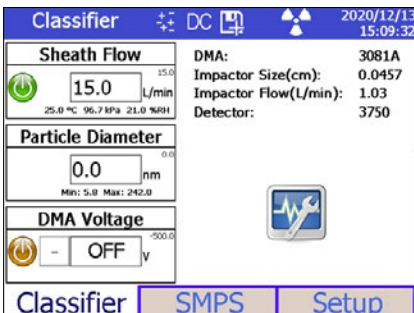 Classifier DC 2020/12/13
15:09:32
Sheath Flow
15.0
15.0 L/min
25.0 °C 96.7 kPa 21.0 %RH
Particle Diameter
0.0
0.0 nm
Min: 5.8 Max: 242.0
DMA Voltage
-500.0
- OFF V
DMA: 3081A
Impactor Size(cm): 0.0457
Impactor Flow(L/min): 1.03
Detector: 3750
Classifier SMPS Setup